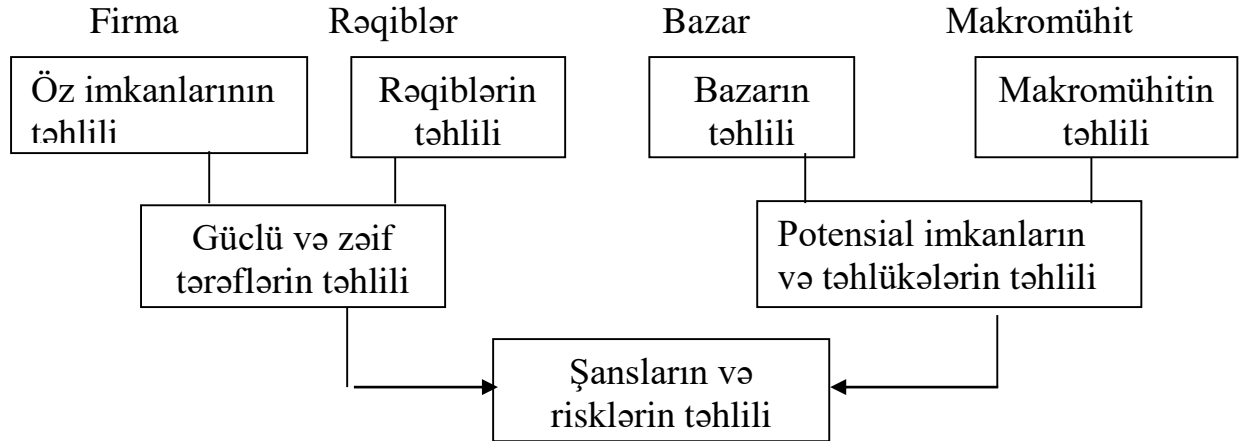 Firma Rəqiblər Bazar Makromühit
Öz imkanlarının
təhlili
Rəqiblərin
təhlili
Bazarın
təhlili
Makromühitin
təhlili
Güclü və zəif
tərəflərin təhlili
Potensial imkanların
və təhlükələrin təhlili
Şansların və
risklərin təhlili